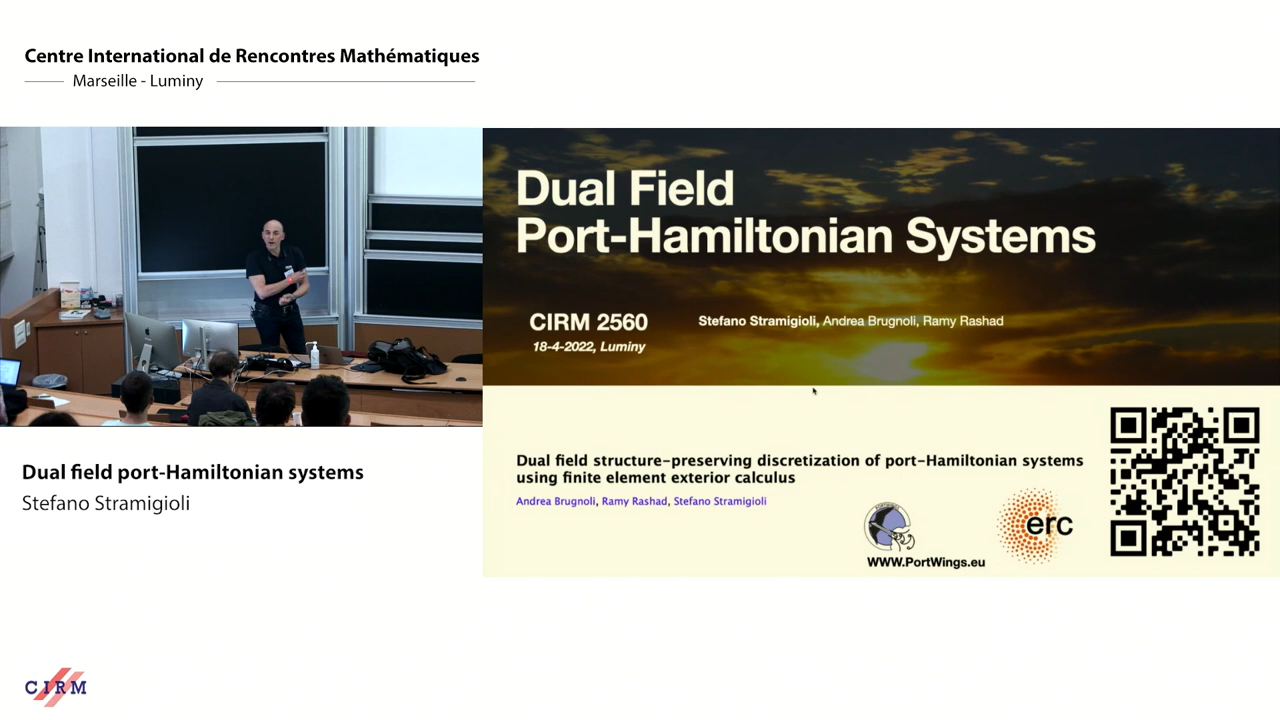 Centre International de Rencontres Mathématiques
Marseille - Luminy
Dual Field
Port-Hamiltonian Systems
CIRM 2560
Stefano Stramigioli, Andrea Brugnoli, Ramy Rashad
18-4-2022, Luminy
Dual field structure-preserving discretization of port-Hamiltonian systems
using finite element exterior calculus
Andrea Brugnoli, Ramy Rashad, Stefano Stramigioli
erc
WWW.PortWings.eu
Dual field port-Hamiltonian systems
Stefano Stramigioli
CIRM